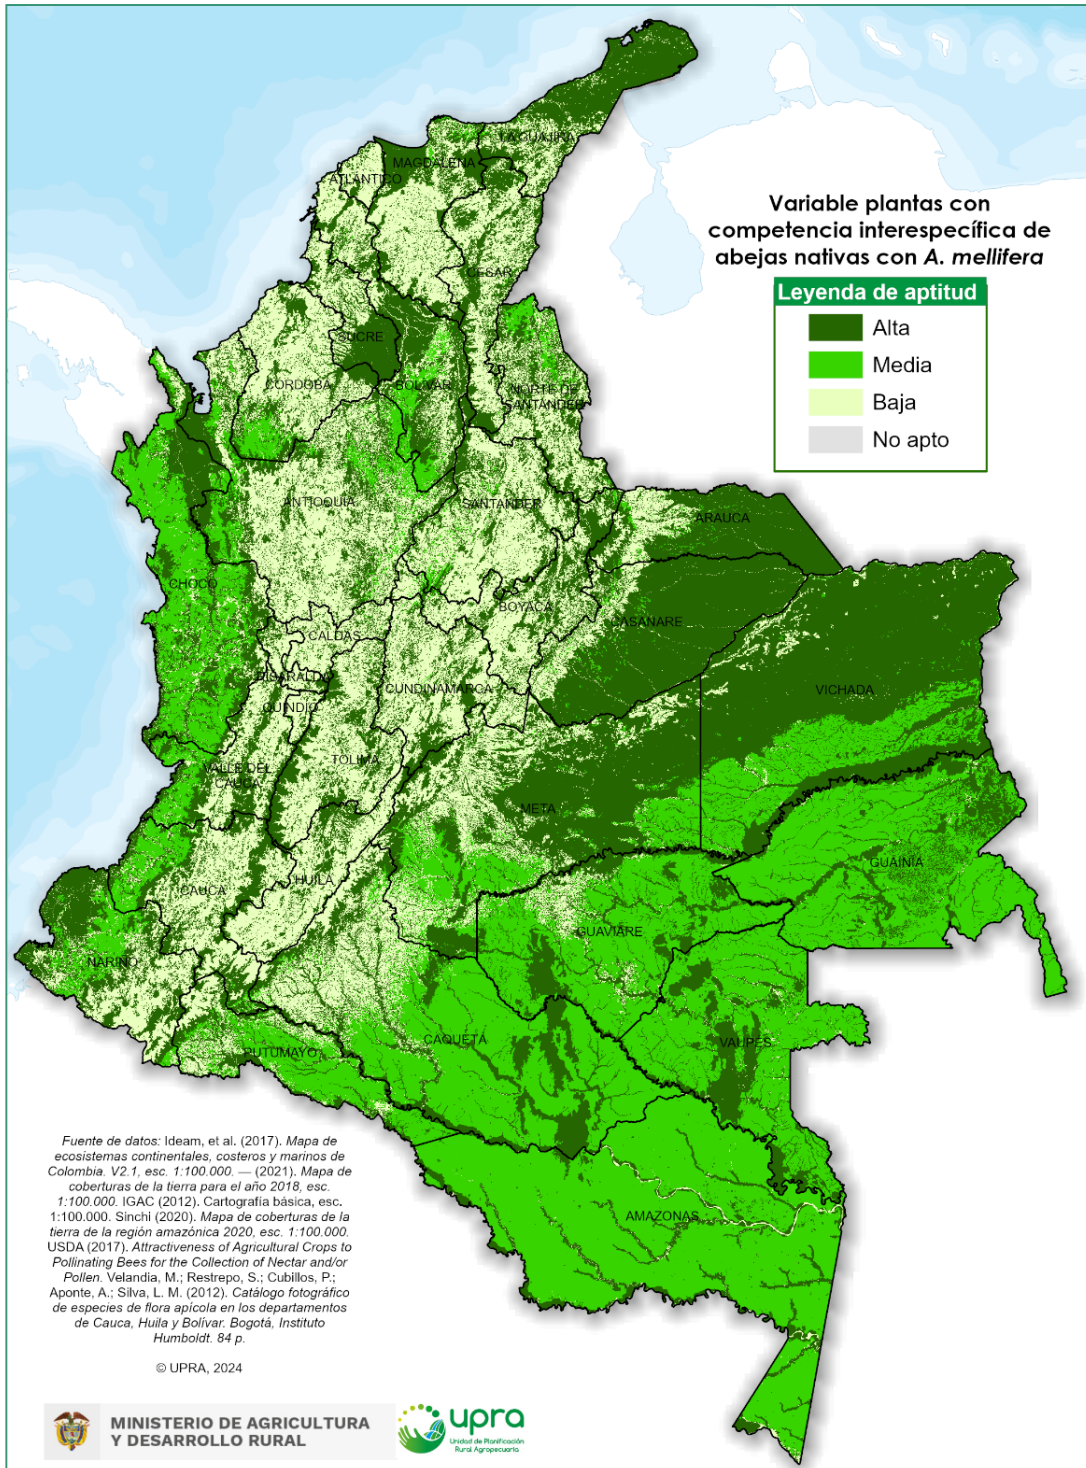 LA GUAJIRA
MAGDALENA
ATLÁNTICO
Variable plantas con
competencia interespecífica de
abejas nativas con A. mellifera
Leyenda de aptitud
Alta
Media
Baja
No apto
CESAR
SUCRE
CÓRDOBA
BOLÍVAR
NORTE DE
SANTANDER
ANTIOQUIA
SANTANDER
ARAUCA
CHOCÓ
BOYACÁ
CASANARE
CALDAS
RISARALDA
CUNDINAMARCA
VICHADA
QUINDÍO
TOLIMA
VALLE DEL
CAUCA
META
GUAINÍA
CAUCA
HUILA
GUAVIARE
NARIÑO
CAQUETÁ
VAUPÉS
PUTUMAYO
AMAZONAS
Fuente de datos: Ideam, et al. (2017). Mapa de
ecosistemas continentales, costeros y marinos de
Colombia. V2.1, esc. 1:100.000. — (2021). Mapa de
coberturas de la tierra para el año 2018, esc.
1:100.000. IGAC (2012). Cartografía básica, esc.
1:100.000. Sinchi (2020). Mapa de coberturas de la
tierra de la región amazónica 2020, esc. 1:100.000.
USDA (2017). Attractiveness of Agricultural Crops to
Pollinating Bees for the Collection of Nectar and/or
Pollen. Velandia, M.; Restrepo, S.; Cubillos, P.;
Aponte, A.; Silva, L. M. (2012). Catálogo fotográfico
de especies de flora apícola en los departamentos
de Cauca, Huila y Bolívar. Bogotá, Instituto
Humboldt. 84 p.
© UPRA, 2024
MINISTERIO DE AGRICULTURA
Y DESARROLLO RURAL
upra
Unidad de Planificación
Rural Agropecuaria